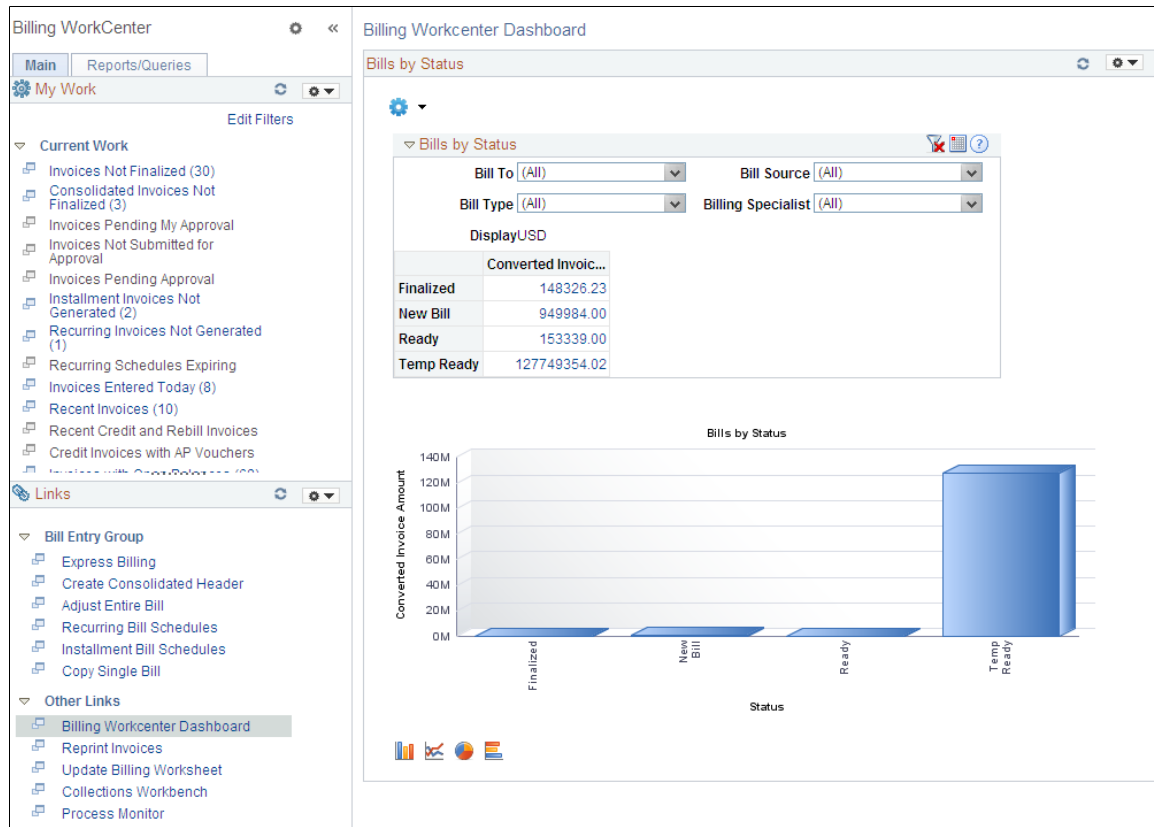 Billing WorkCenter
Main
Reports/Queries
My Work
Edit Filters
Current Work
Invoices Not Finalized (30)
Consolidated Invoices Not
Finalized (3)
Invoices Pending My Approval
Invoices Not Submitted for
Approval
Invoices Pending Approval
Installment Invoices Not
Generated (2)
Recurring Invoices Not Generated
(1)
Recurring Schedules Expiring
Invoices Entered Today (8)
Recent Invoices (10)
Recent Credit and Rebill Invoices
Credit Invoices with AP Vouchers
Links
Bill Entry Group
Express Billing
Create Consolidated Header
Adjust Entire Bill
Recurring Bill Schedules
Installment Bill Schedules
Copy Single Bill
Other Links
Billing Workcenter Dashboard
Reprint Invoices
Update Billing Worksheet
Collections Workbench
Process Monitor
Billing Workcenter Dashboard
Bills by Status
Bills by Status
Bill To (All) Bill Source (All)
Bill Type (All) Billing Specialist (All)
DisplayUSD
Converted Invoic...
Finalized 148326.23
New Bill 949984.00
Ready 153339.00
Temp Ready 127749354.02
Bills by Status
Converted Invoice Amount
140M
120M
100M
80M
60M
40M
20M
0M
Finalized
New
Bill
Ready
Temp
Ready
Status